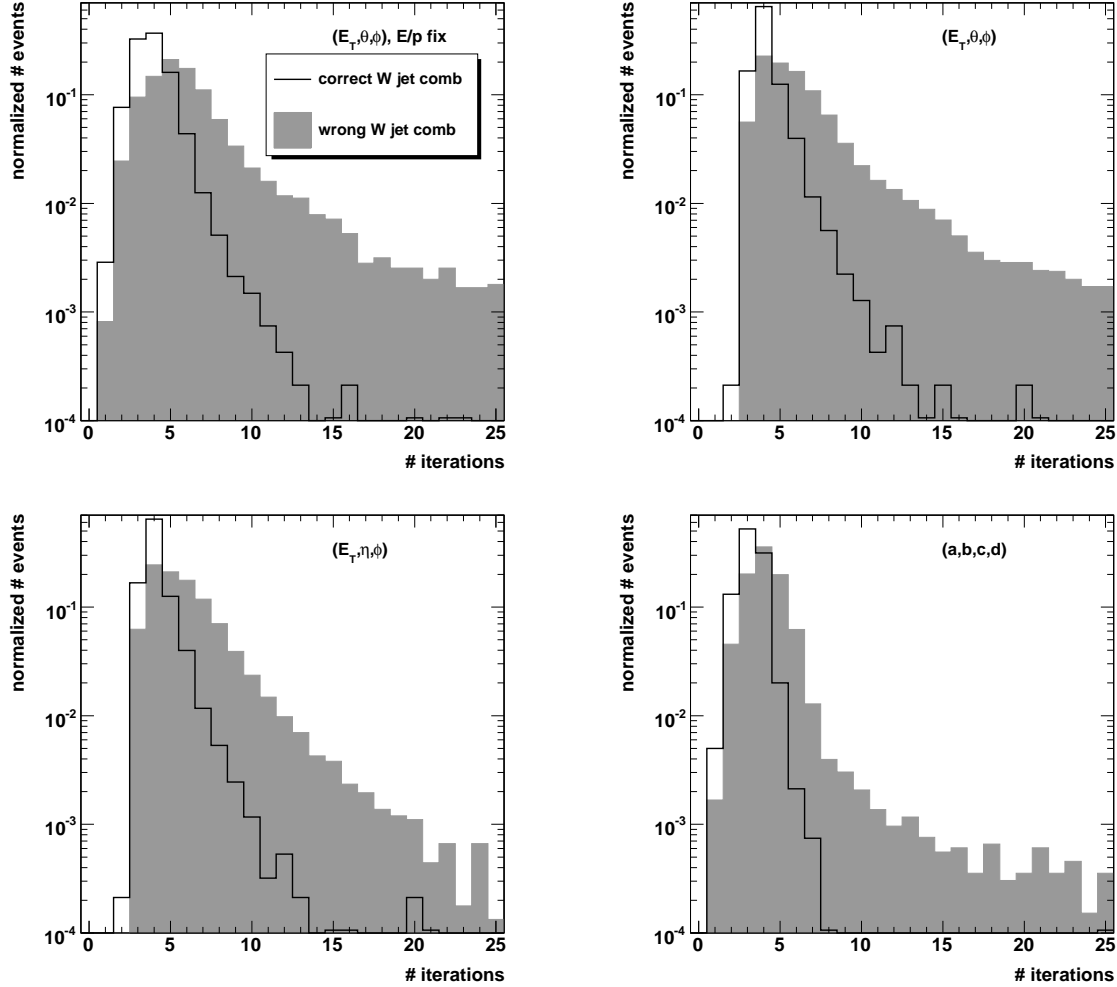 normalized # events
(E_T,θ,ϕ), E/p fix
correct W jet comb
wrong W jet comb
10^-1
10^-2
10^-3
10^-4
0 5 10 15 20 25
# iterations
normalized # events
(E_T,θ,ϕ)
10^-1
10^-2
10^-3
10^-4
0 5 10 15 20 25
# iterations
normalized # events
(E_T,η,ϕ)
10^-1
10^-2
10^-3
10^-4
0 5 10 15 20 25
# iterations
normalized # events
(a,b,c,d)
10^-1
10^-2
10^-3
10^-4
0 5 10 15 20 25
# iterations